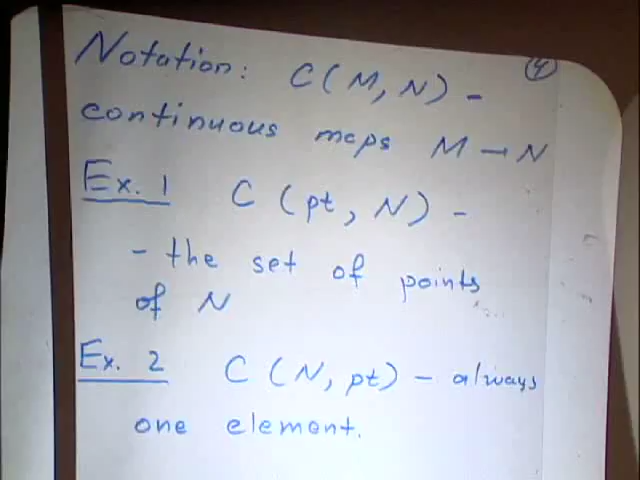 Notation: C(M, N) - ④
continuous maps M → N
Ex. 1 C (pt, N) -
- the set of points
of N
Ex. 2 C (N, pt) - always
one element.